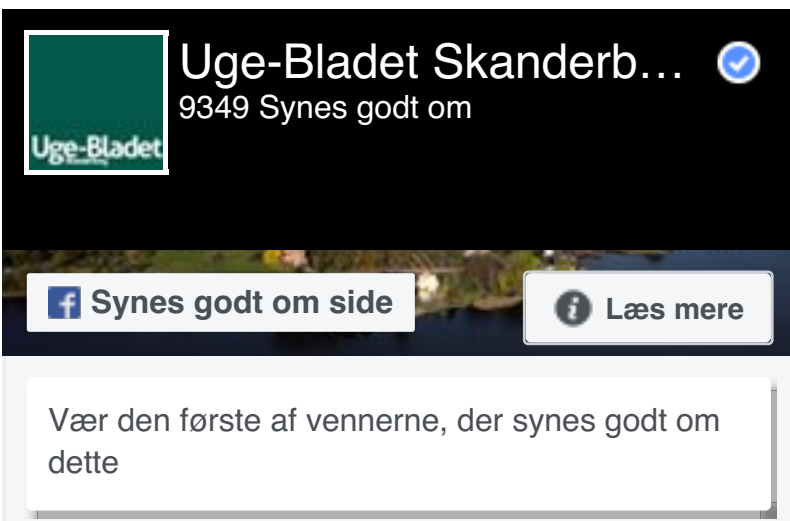 Uge-Bladet Skanderb...
9349 Synes godt om
Uge-Bladet
Synes godt om side
Læs mere
Vær den første af vennerne, der synes godt om
dette